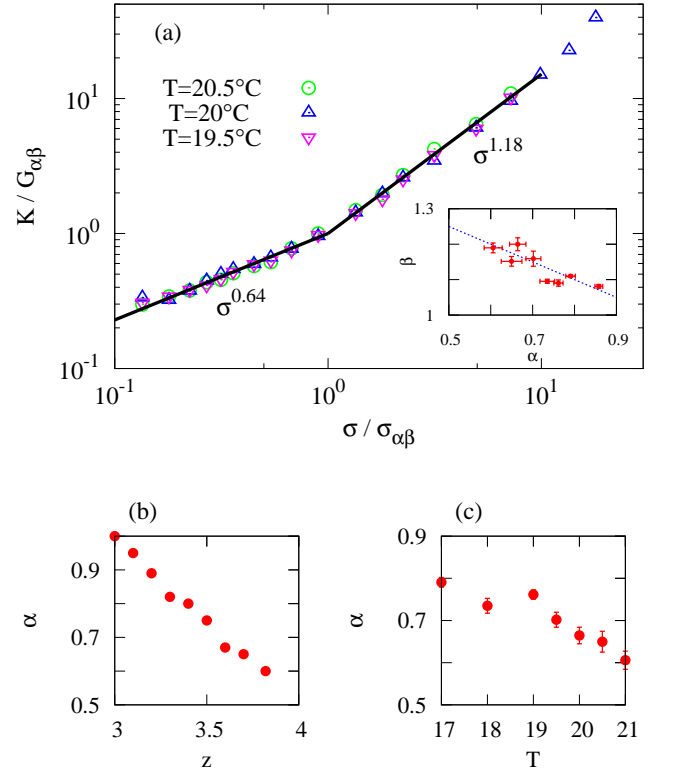 (a)
T=20.5°C
T=20°C
T=19.5°C
K / G_αβ
10^1
10^0
10^-1
σ^1.18
σ^0.64
1.3
β
1
0.5 0.7 0.9
α
10^-1 10^0 10^1
σ / σ_αβ
(b) (c)
0.9 0.9
α 0.7 α 0.7
0.5 0.5
3 3.5 4 17 18 19 20 21
z T